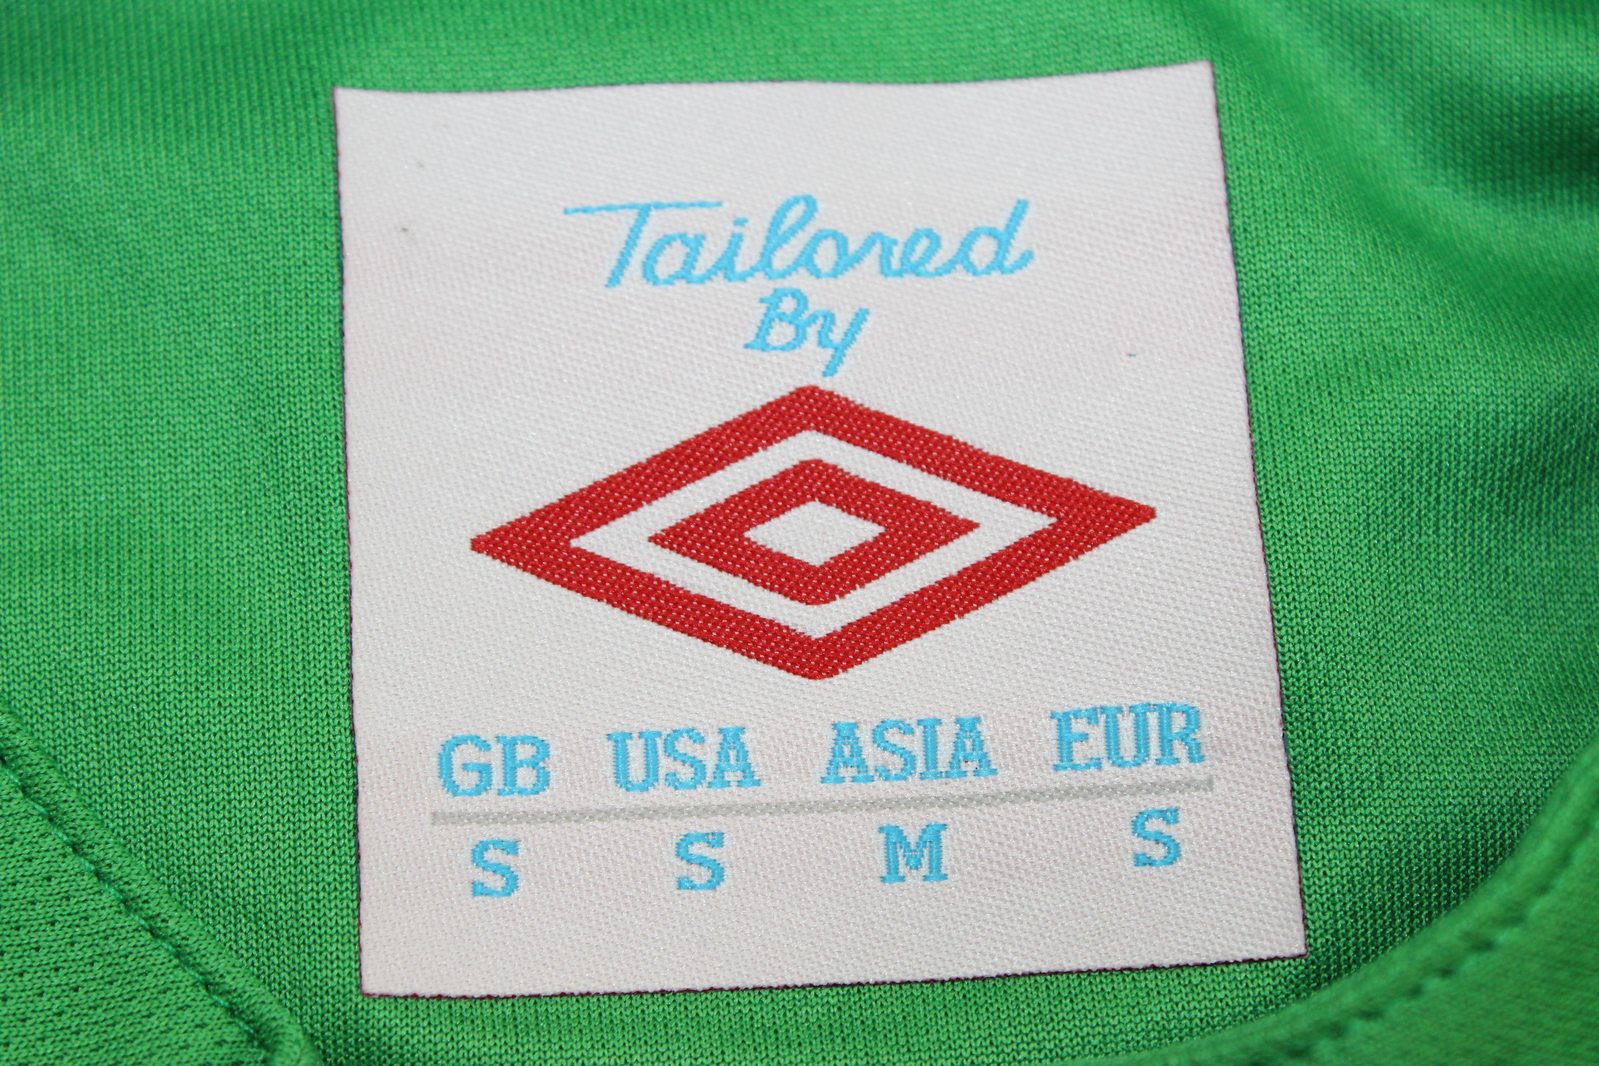 Tailored
By
GB USA ASIA EUR
S S M S